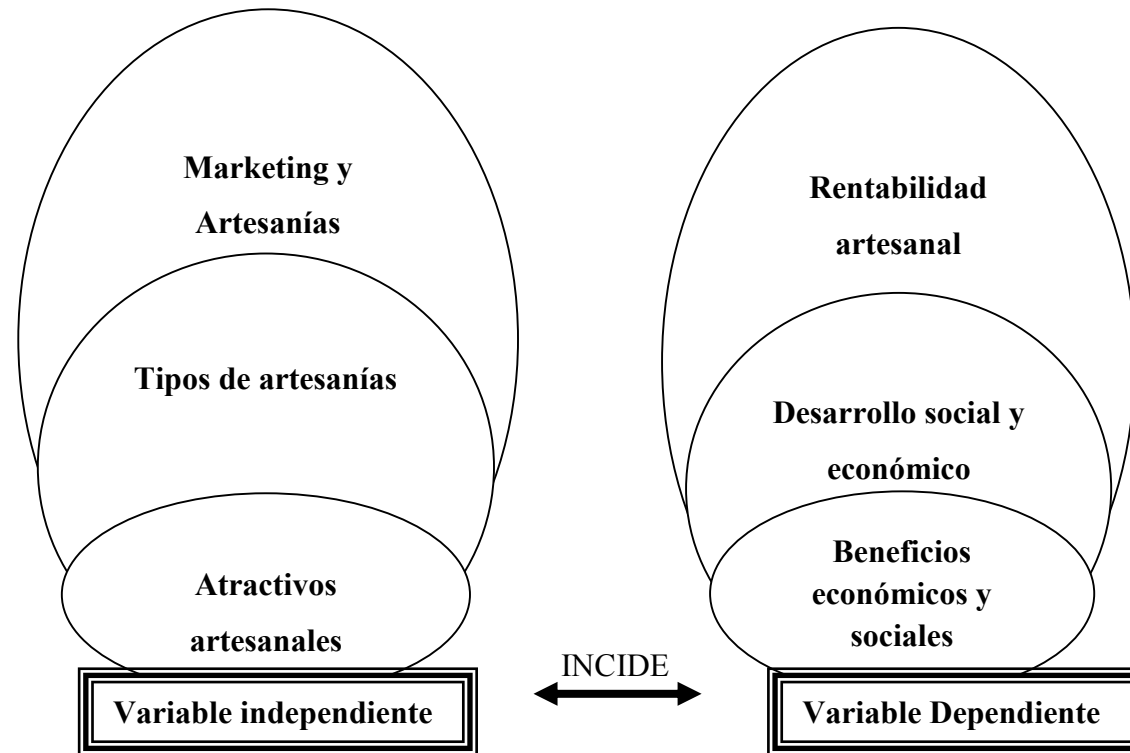 Marketing y
Artesanías
Tipos de artesanías
Atractivos
artesanales
Variable independiente
INCIDE
Rentabilidad
artesanal
Desarrollo social y
económico
Beneficios
económicos y
sociales
Variable Dependiente